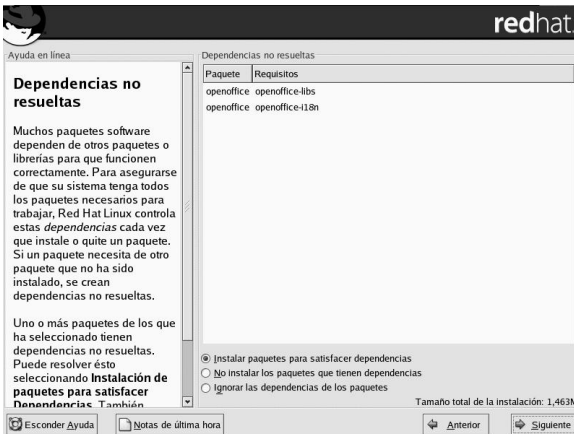 redhat.
Ayuda en línea
Dependencias no
resueltas
Muchos paquetes software
dependen de otros paquetes o
librerías para que funcionen
correctamente. Para asegurarse
de que su sistema tenga todos
los paquetes necesarios para
trabajar, Red Hat Linux controla
estas dependencias cada vez
que instale o quite un paquete.
Si un paquete necesita de otro
paquete que no ha sido
instalado, se crean
dependencias no resueltas.
Uno o más paquetes de los que
ha seleccionado tienen
dependencias no resueltas.
Puede resolver ésto
seleccionando Instalación de
paquetes para satisfacer
Dependencias. También
Dependencias no resueltas
Paquete Requisitos
openoffice openoffice-libs
openoffice openoffice-i18n
Instalar paquetes para satisfacer dependencias
No instalar los paquetes que tienen dependencias
Ignorar las dependencias de los paquetes
Tamaño total de la instalación: 1,463M
Esconder Ayuda
Notas de última hora
Anterior
Siguiente